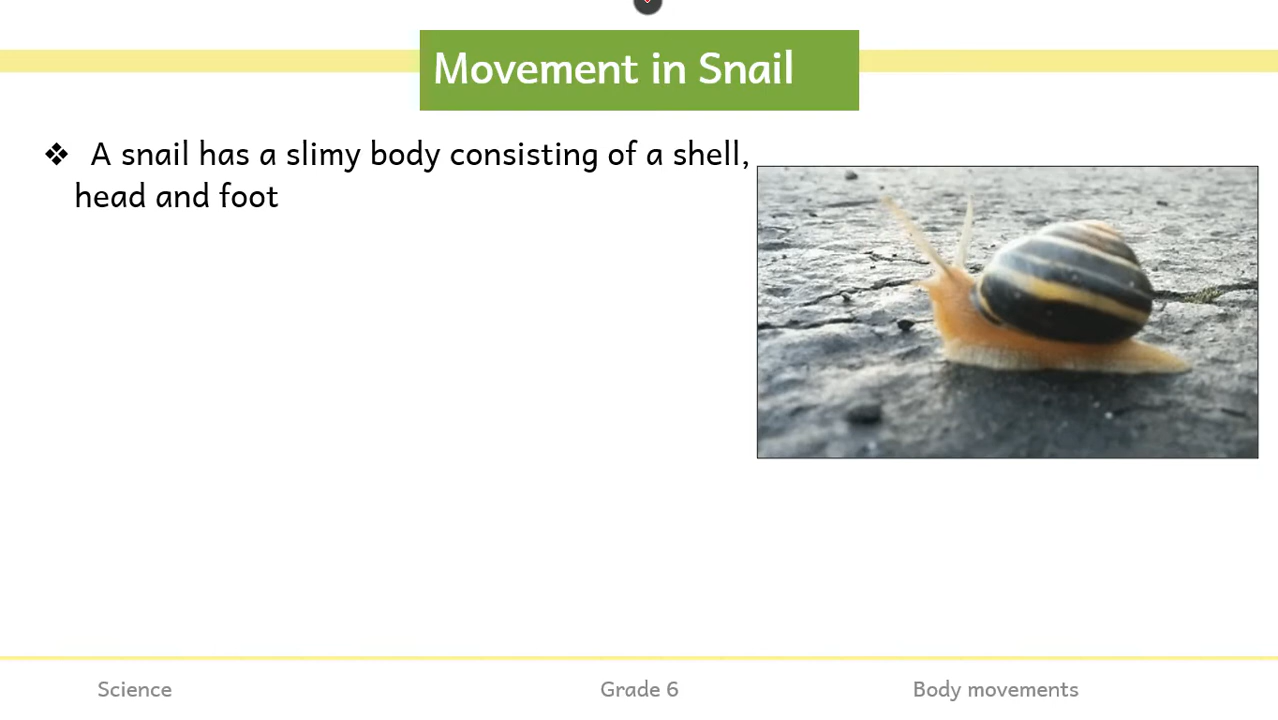 Movement in Snail
❖ A snail has a slimy body consisting of a shell,
head and foot
Science
Grade 6
Body movements